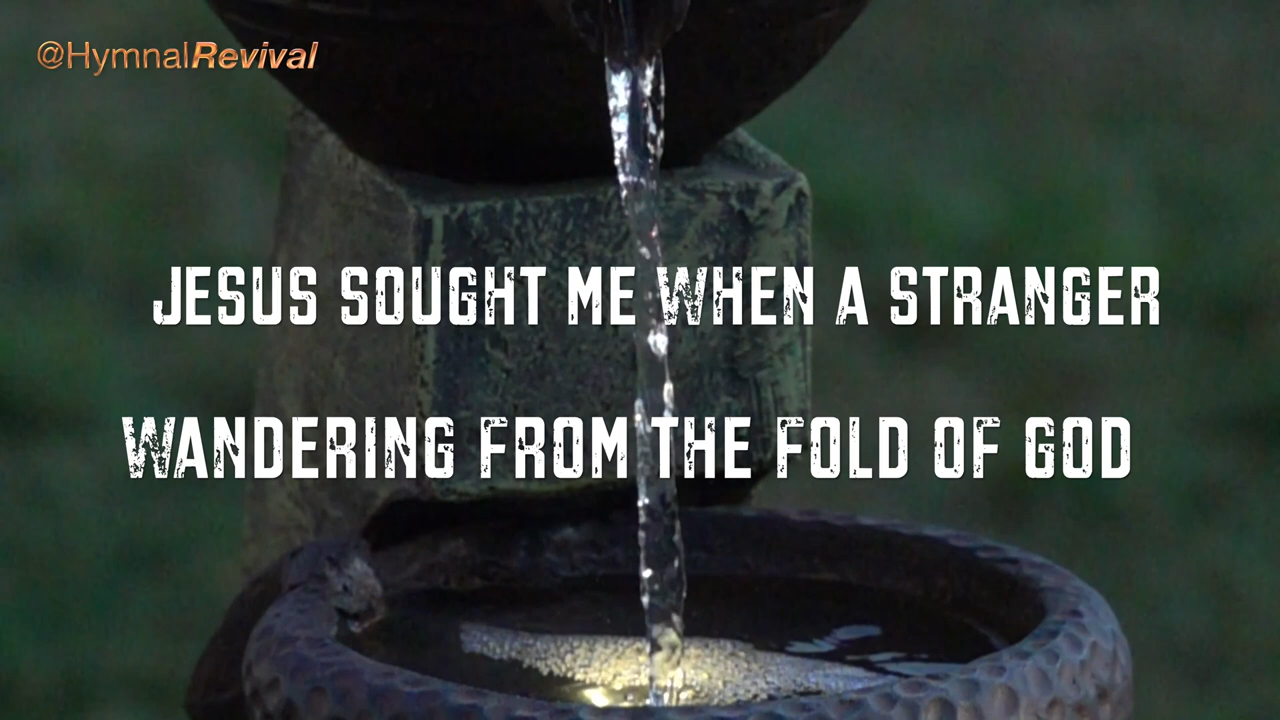 @HymnalRevival
JESUS SOUGHT ME WHEN A STRANGER
WANDERING FROM THE FOLD OF GOD